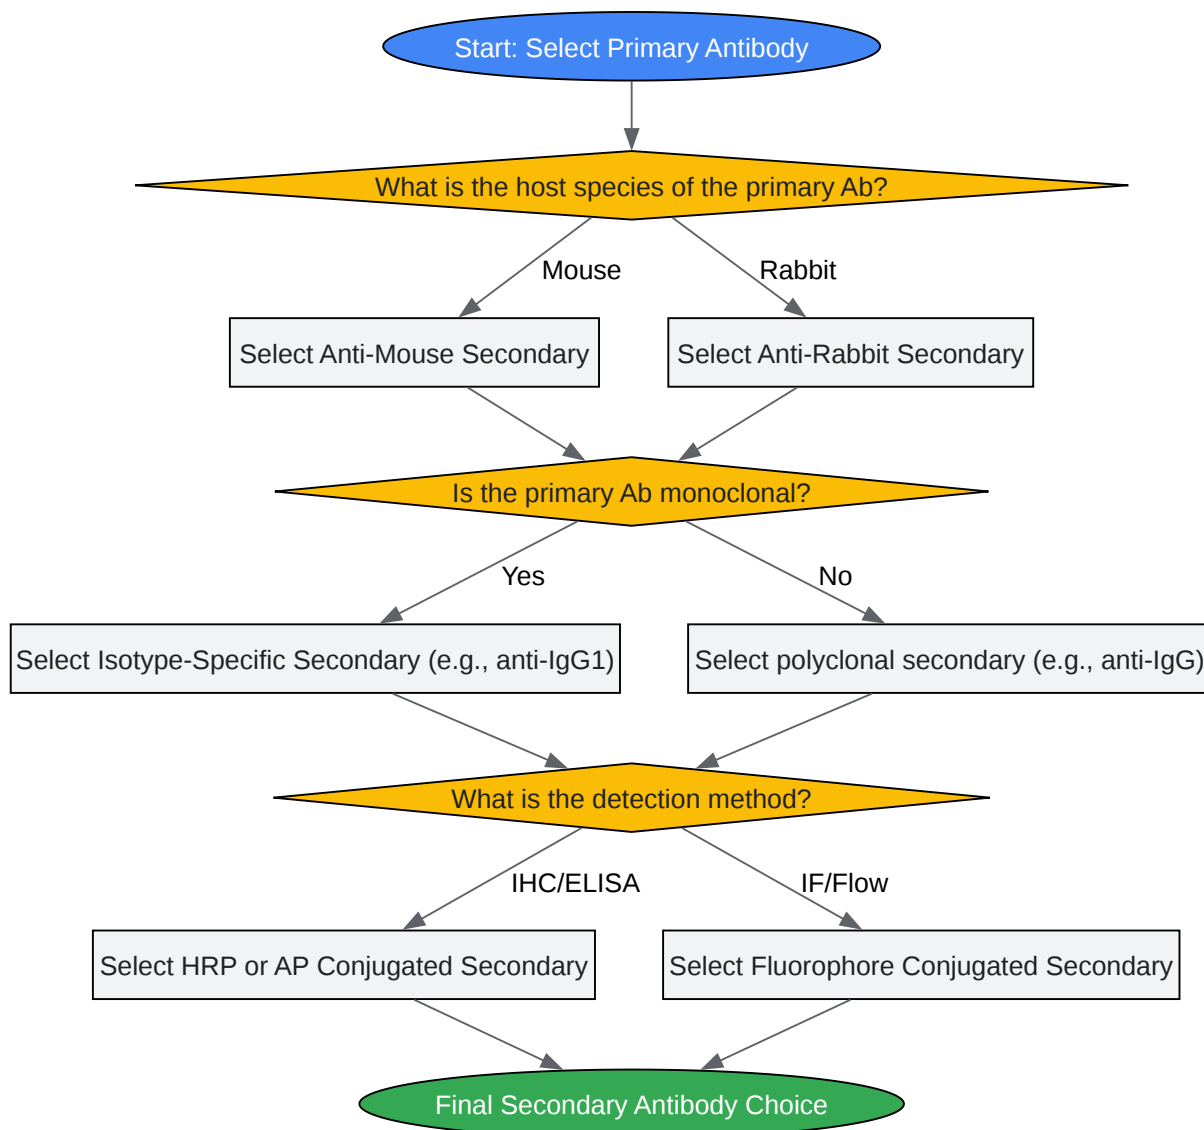 Start: Select Primary Antibody
What is the host species of the primary Ab?
Mouse
Rabbit
Select Anti-Mouse Secondary
Select Anti-Rabbit Secondary
Is the primary Ab monoclonal?
Yes
No
Select Isotype-Specific Secondary (e.g., anti-IgG1)
Select polyclonal secondary (e.g., anti-IgG)
What is the detection method?
IHC/ELISA
IF/Flow
Select HRP or AP Conjugated Secondary
Select Fluorophore Conjugated Secondary
Final Secondary Antibody Choice